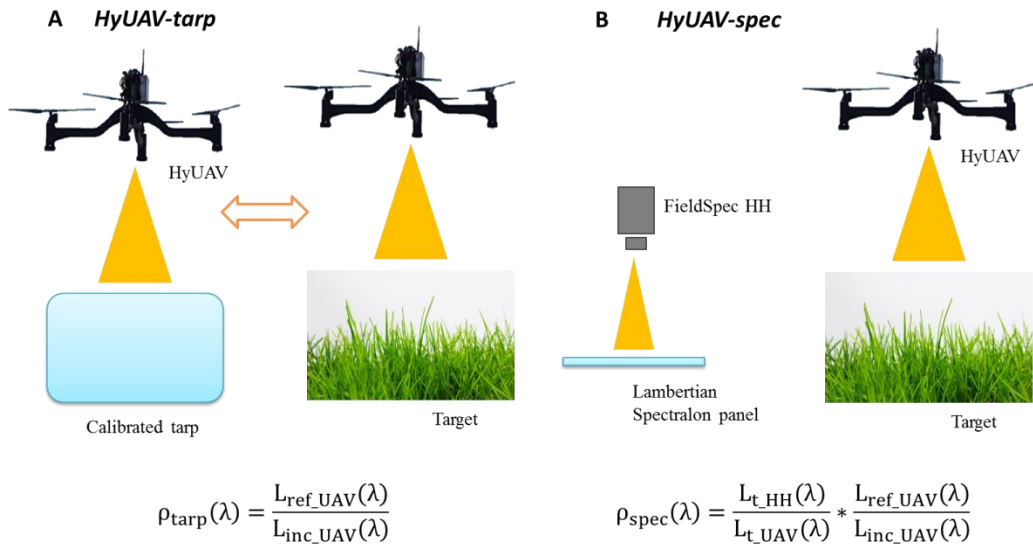 A HyUAV-tarp
B HyUAV-spec
HyUAV
HyUAV
FieldSpec HH
Calibrated tarp
Target
Lambertian
Spectralon panel
Target
ρtarp(λ) = Lref_UAV(λ) / Linc_UAV(λ)
ρspec(λ) = Lt_HH(λ) / Lt_UAV(λ) * Lref_UAV(λ) / Linc_UAV(λ)